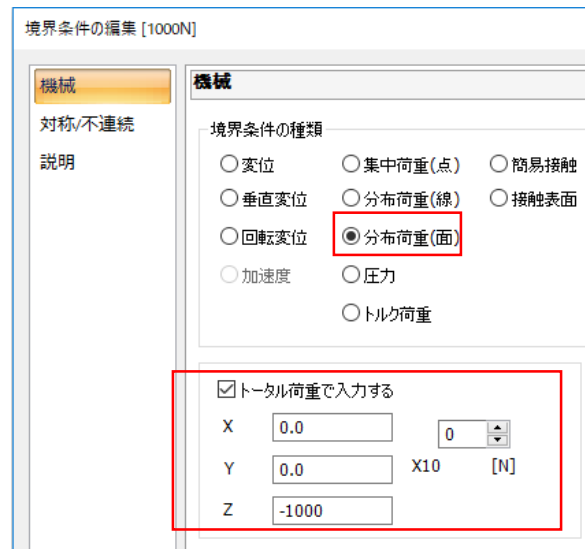 境界条件の編集 [1000N]
機械
対称/不連続
説明
機械
境界条件の種類
変位
集中荷重(点)
簡易接触
垂直変位
分布荷重(線)
接触表面
回転変位
分布荷重(面)
加速度
圧力
トルク荷重
トータル荷重で入力する
X 0.0
0
Y 0.0
X10 [N]
Z -1000